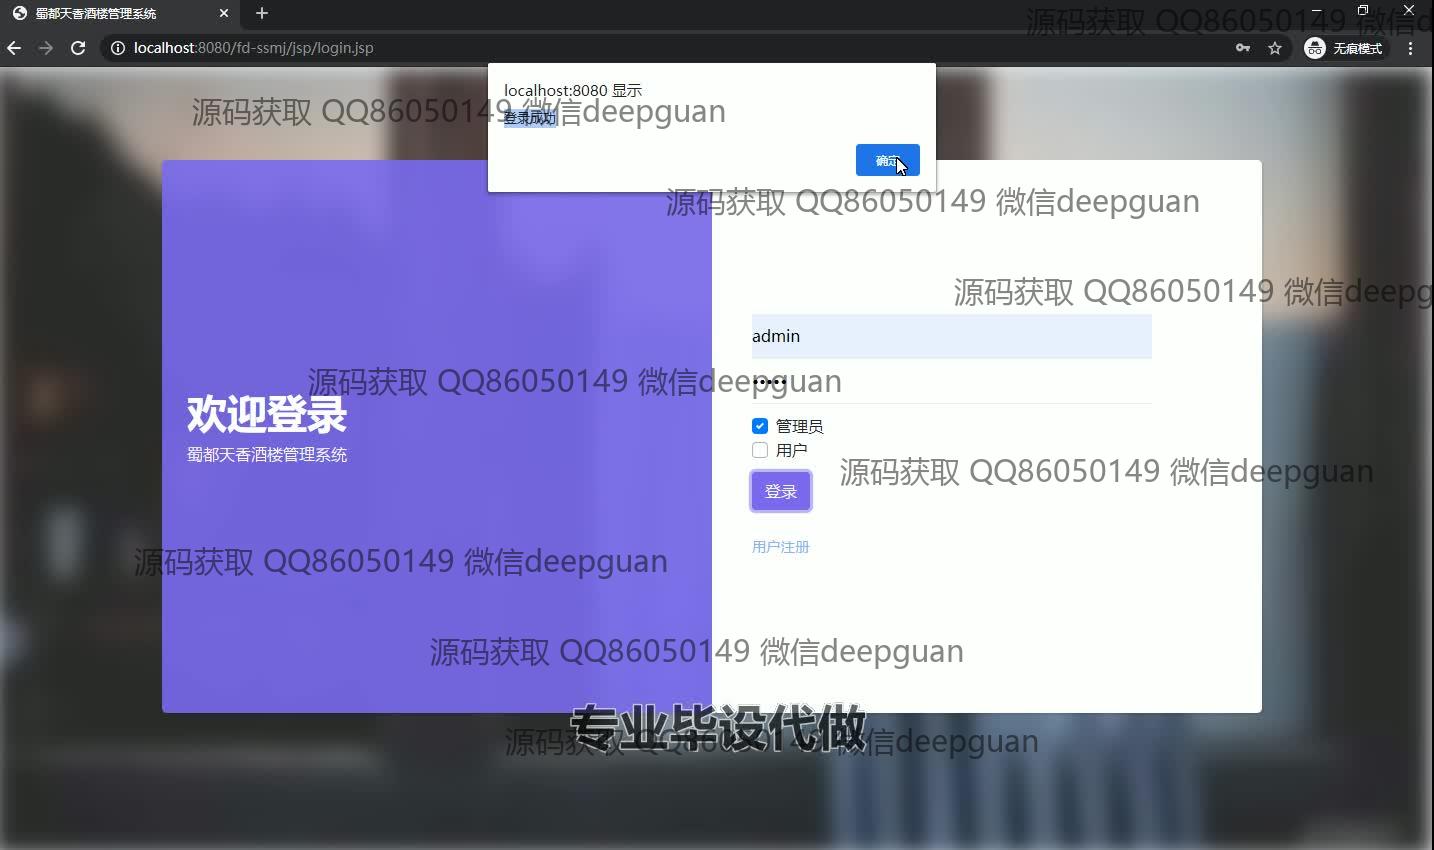 蜀都天香酒楼管理系统
源码获取 QQ86050149 微信d
localhost:8080/fd-ssmj/jsp/login.jsp
无痕模式
localhost:8080 显示
源码获取 QQ86050149 微信deepguan
登录成功
确定
源码获取 QQ86050149 微信deepguan
源码获取 QQ86050149 微信deepg
admin
源码获取 QQ86050149 微信deepguan
欢迎登录
管理员
蜀都天香酒楼管理系统
用户
源码获取 QQ86050149 微信deepguan
登录
用户注册
源码获取 QQ86050149 微信deepguan
源码获取 QQ86050149 微信deepguan
专业毕设代做
源码获取 QQ86050149 微信deepguan